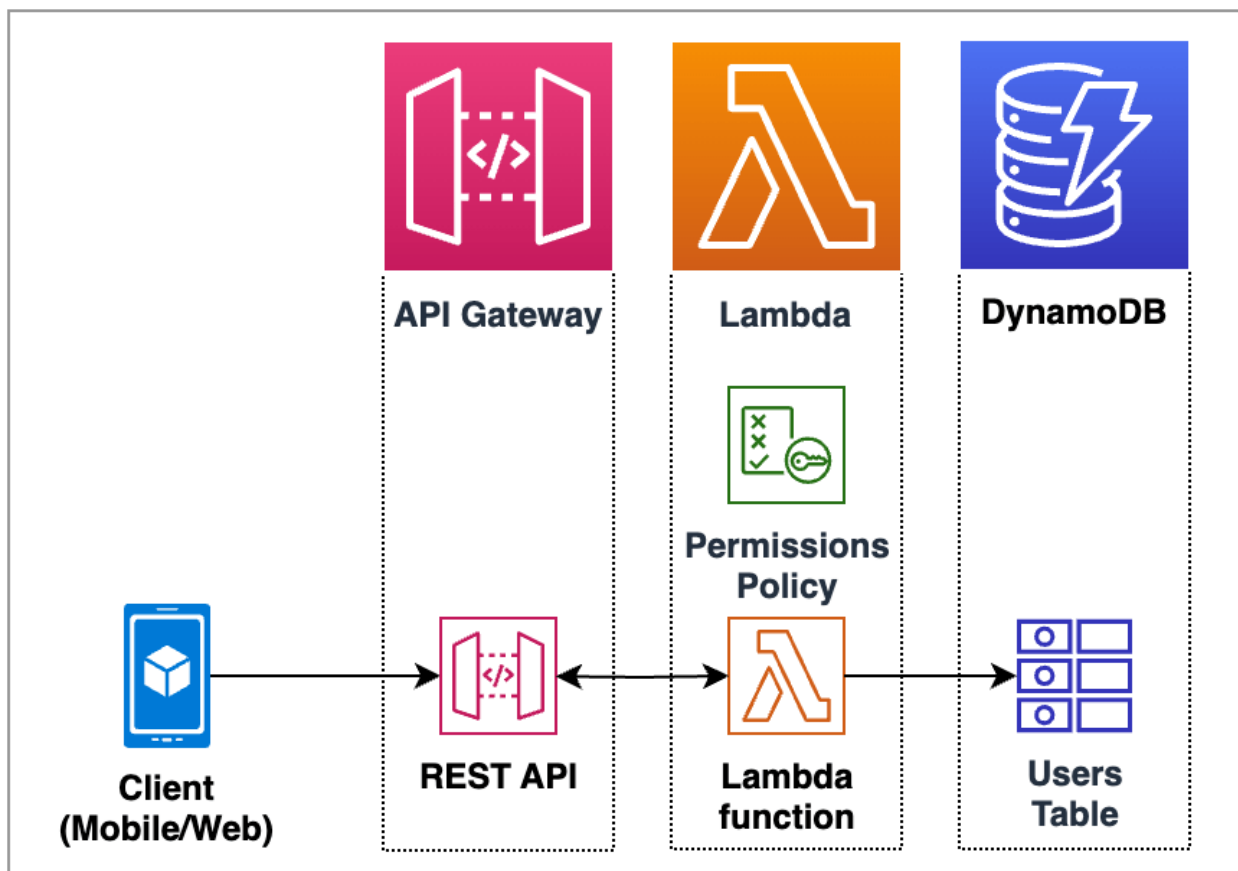 API Gateway
Lambda
DynamoDB
</>
Permissions
Policy
</>
Client
(Mobile/Web)
REST API
Lambda
function
Users
Table